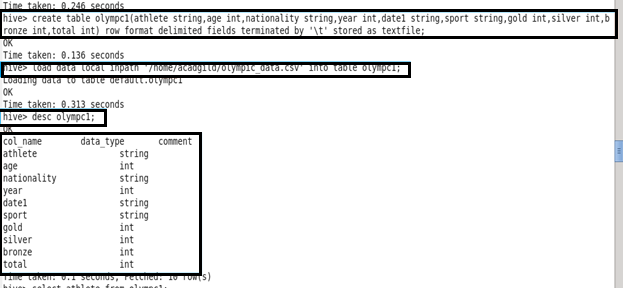 Time taken: 0.246 seconds
hive> create table olympc1(athlete string,age int,nationality string,year int,date1 string,sport string,gold int,silver int,b
ronze int,total int) row format delimited fields terminated by '\t' stored as textfile;
OK
Time taken: 0.136 seconds
hive> load data local inpath '/home/acadgild/olympic_data.csv' into table olympc1;
Loading data to table default.olympc1
OK
Time taken: 0.313 seconds
hive> desc olympc1;
OK
col_name data_type comment
athlete string
age int
nationality string
year int
date1 string
sport string
gold int
silver int
bronze int
total int
Time taken: 0.1 seconds, Fetched: 10 row(s)
hive> select athlete from olympc1;